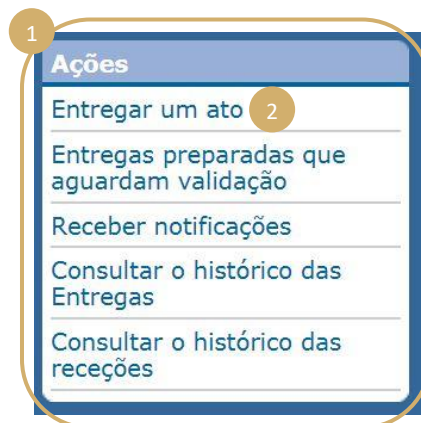 1
Ações
Entregar um ato 2
Entregas preparadas que
aguardam validação
Receber notificações
Consultar o histórico das
Entregas
Consultar o histórico das
receções